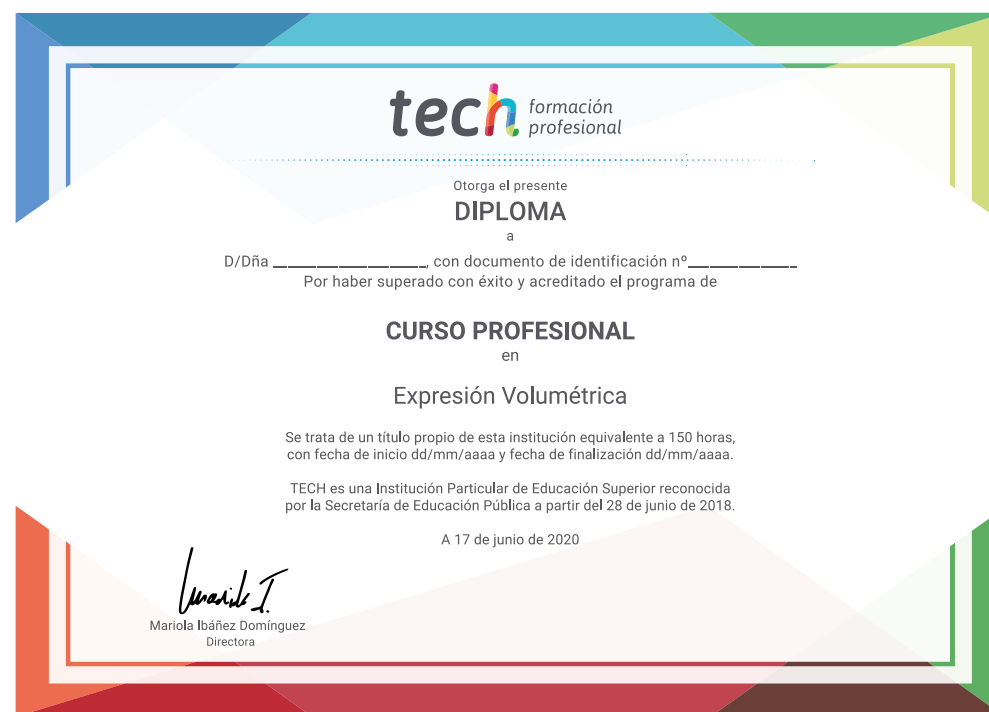 tech formación
profesional
Otorga el presente
DIPLOMA
a
D/Dña ____________________, con documento de identificación nº______________
Por haber superado con éxito y acreditado el programa de
CURSO PROFESIONAL
en
Expresión Volumétrica
Se trata de un título propio de esta institución equivalente a 150 horas,
con fecha de inicio dd/mm/aaaa y fecha de finalización dd/mm/aaaa.
TECH es una Institución Particular de Educación Superior reconocida
por la Secretaría de Educación Pública a partir del 28 de junio de 2018.
A 17 de junio de 2020
Mariola Ibáñez Domínguez
Directora